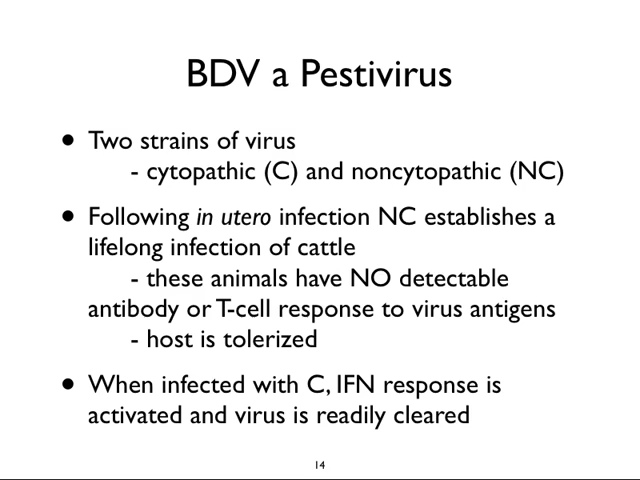 BDV a Pestivirus
• Two strains of virus
- cytopathic (C) and noncytopathic (NC)
• Following in utero infection NC establishes a
lifelong infection of cattle
- these animals have NO detectable
antibody or T-cell response to virus antigens
- host is tolerized
• When infected with C, IFN response is
activated and virus is readily cleared
14